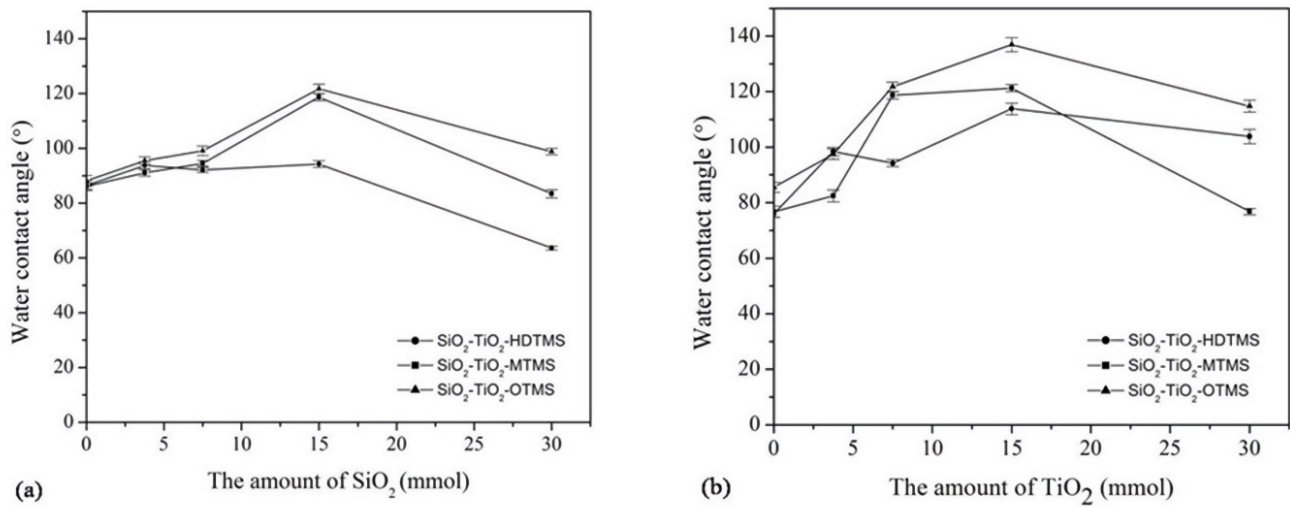 140
120
100
80
60
40
20
0
Water contact angle (°)
SiO₂-TiO₂-HDTMS
SiO₂-TiO₂-MTMS
SiO₂-TiO₂-OTMS
0 5 10 15 20 25 30
The amount of SiO₂ (mmol)
(a)
140
120
100
80
60
40
20
0
Water contact angle (°)
SiO₂-TiO₂-HDTMS
SiO₂-TiO₂-MTMS
SiO₂-TiO₂-OTMS
0 5 10 15 20 25 30
The amount of TiO₂ (mmol)
(b)